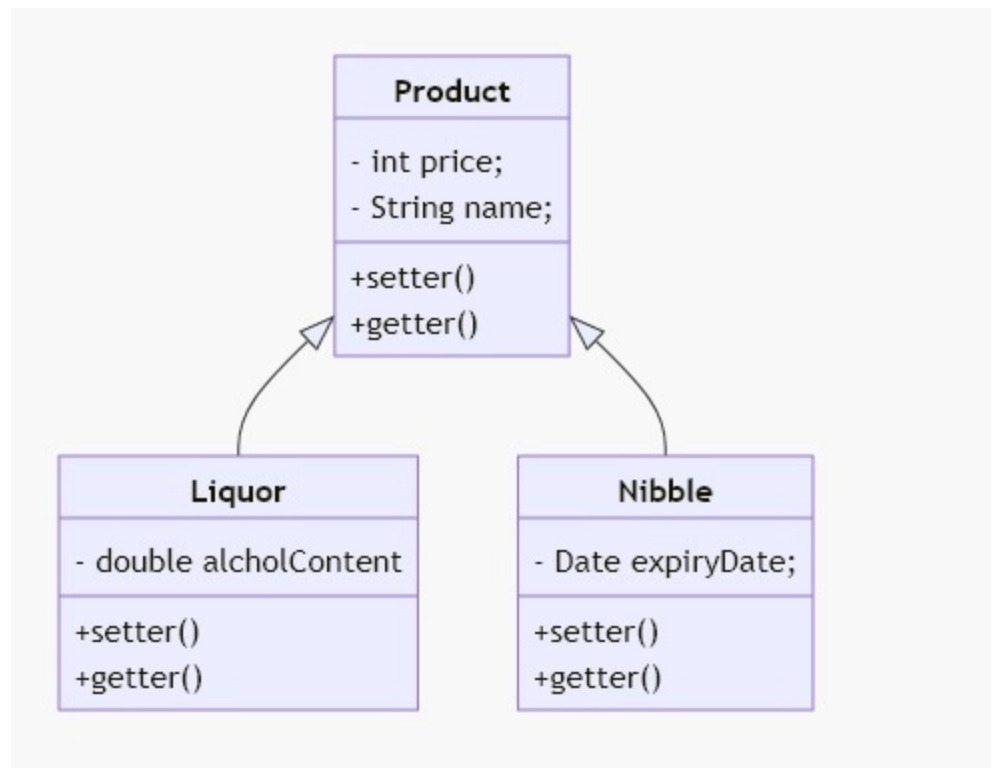 Product
- int price;
- String name;
+setter()
+getter()
Liquor
- double alcholContent
+setter()
+getter()
Nibble
- Date expiryDate;
+setter()
+getter()